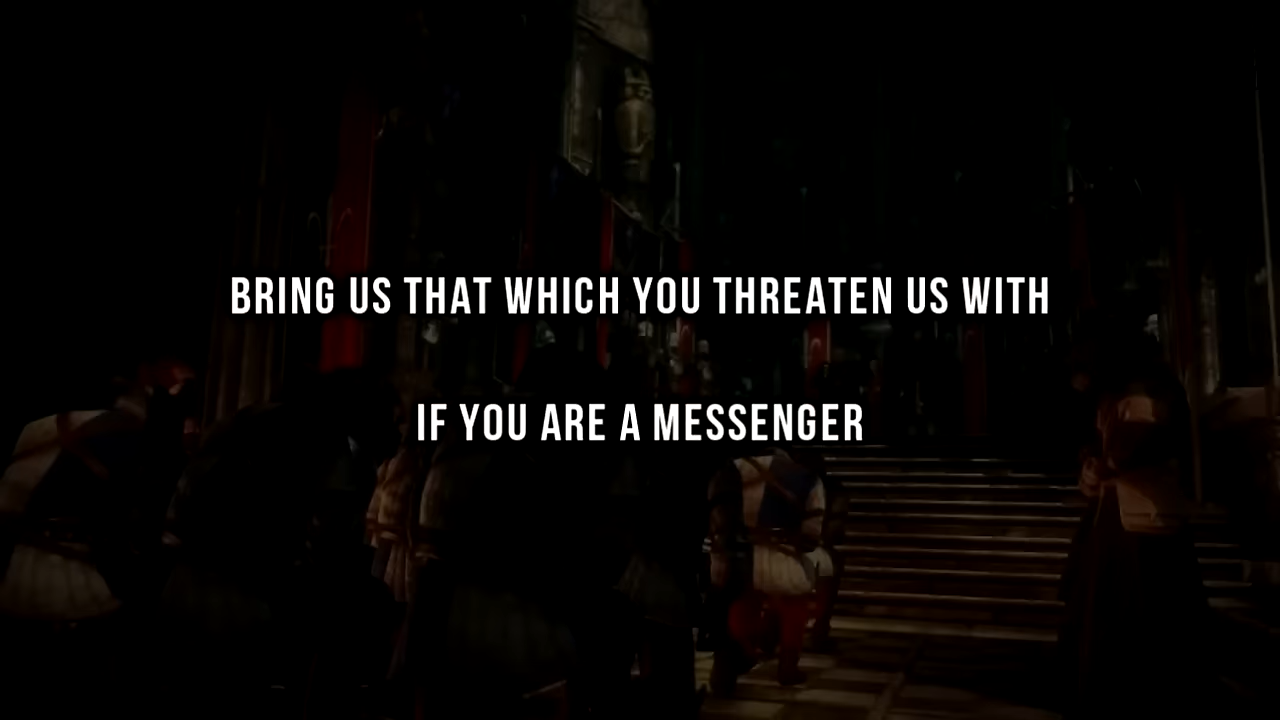 BRING US THAT WHICH YOU THREATEN US WITH
IF YOU ARE A MESSENGER